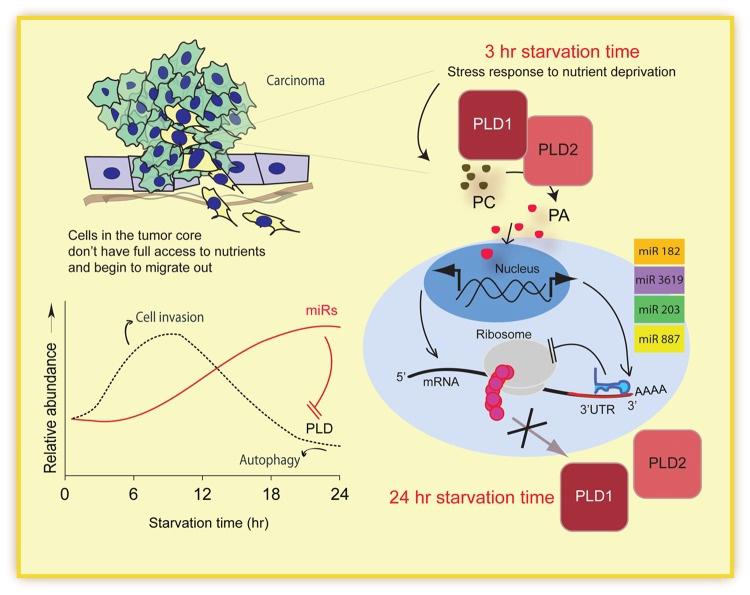 Carcinoma
Cells in the tumor core
don't have full access to nutrients
and begin to migrate out
3 hr starvation time
Stress response to nutrient deprivation
PLD1
PLD2
PC
PA
Nucleus
miR 182
miR 3619
miR 203
miR 887
Ribosome
5'
mRNA
3'UTR
3'
AAAA
24 hr starvation time
PLD1
PLD2
Relative abundance
Cell invasion
miRs
PLD
Autophagy
0
6
12
18
24
Starvation time (hr)